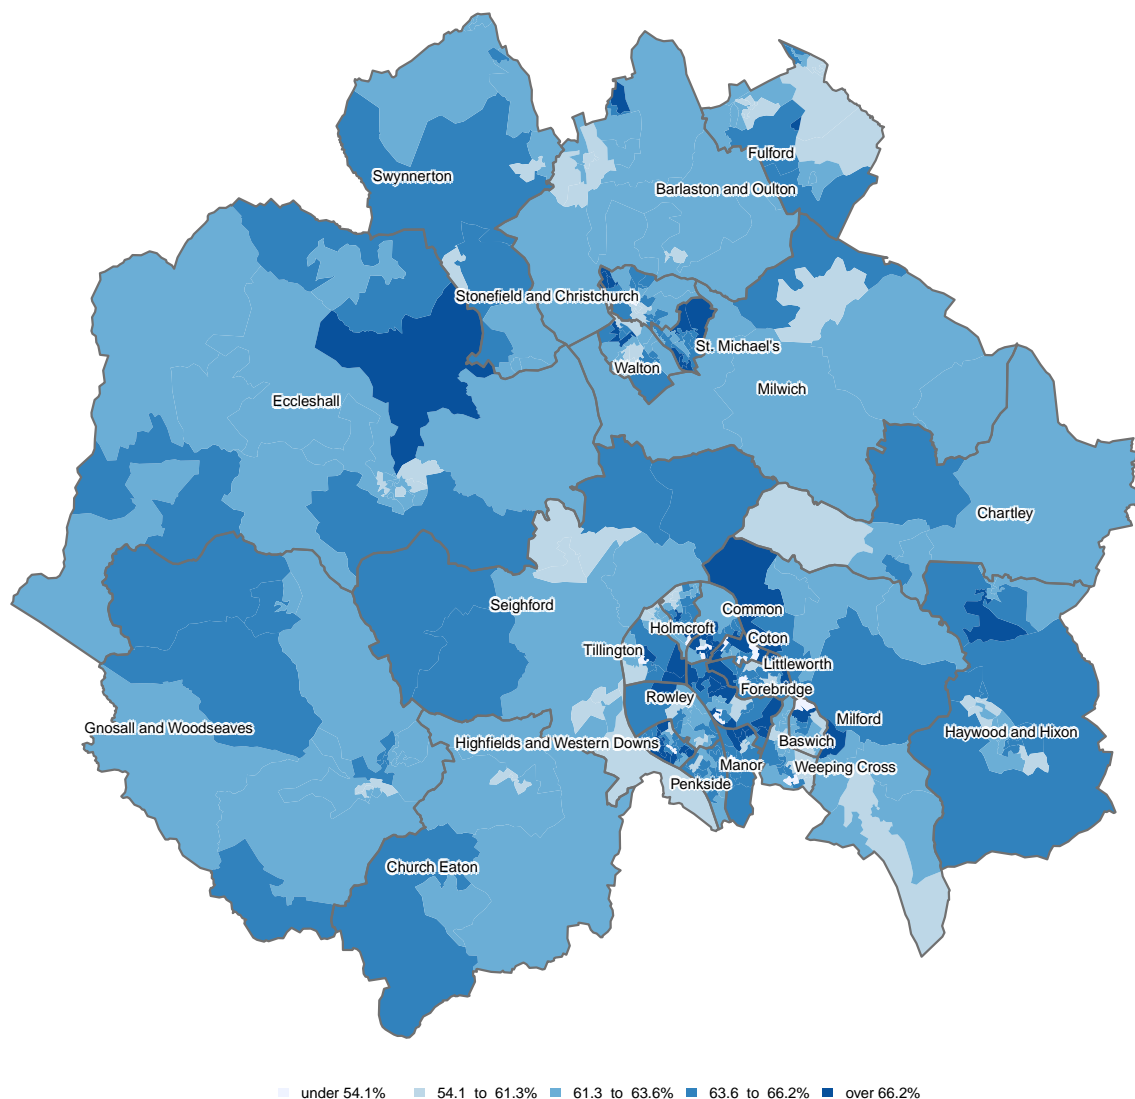 Swynnerton
Fulford
Barlaston and Oulton
Stonefield and Christchurch
St. Michael's
Walton
Milwich
Eccleshall
Chartley
Seighford
Common
Holmcroft
Coton
Tillington
Littleworth
Forebridge
Rowley
Milford
Gnosall and Woodseaves
Haywood and Hixon
Highfields and Western Downs
Baswich
Manor
Weeping Cross
Penkside
Church Eaton
under 54.1% 54.1 to 61.3% 61.3 to 63.6% 63.6 to 66.2% over 66.2%